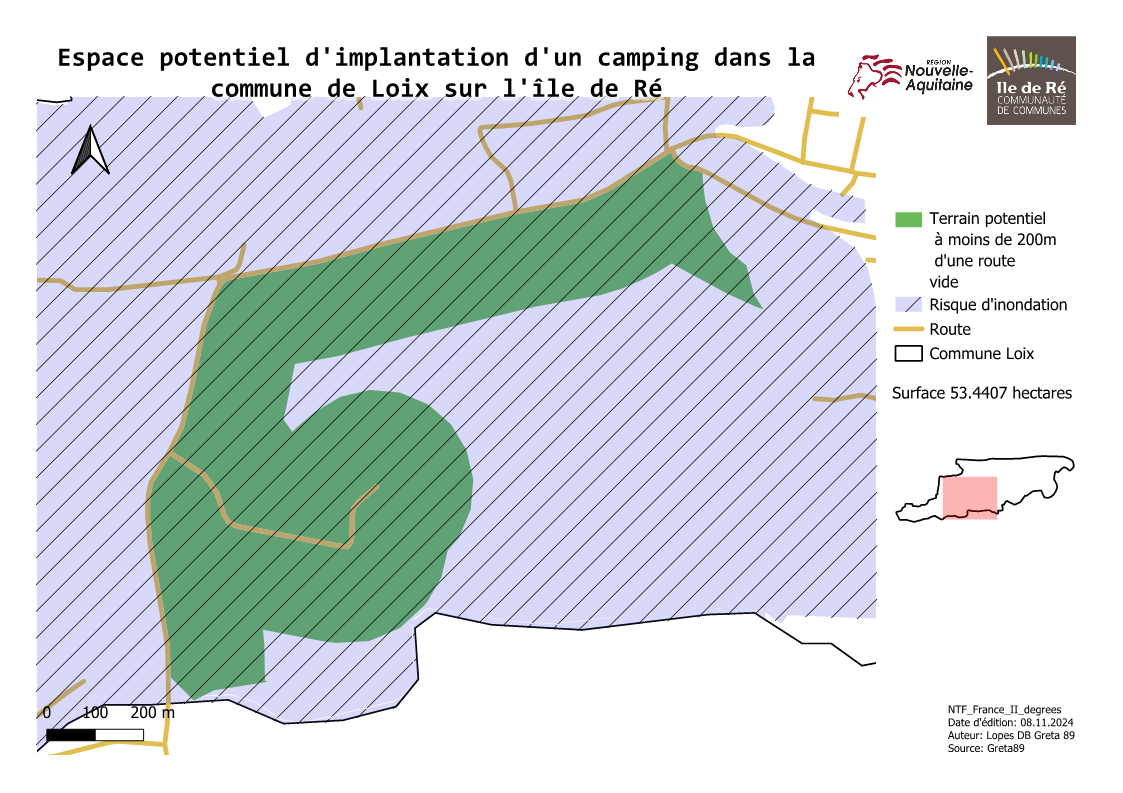 Espace potentiel d'implantation d'un camping dans la
commune de Loix sur l'île de Ré
RÉGION
Nouvelle-
Aquitaine
Ile de Ré
COMMUNAUTÉ
DE COMMUNES
Terrain potentiel
à moins de 200m
d'une route
vide
Risque d'inondation
Route
Commune Loix
Surface 53.4407 hectares
0 100 200 m
NTF_France_II_degrees
Date d'édition: 08.11.2024
Auteur: Lopes DB Greta 89
Source: Greta89